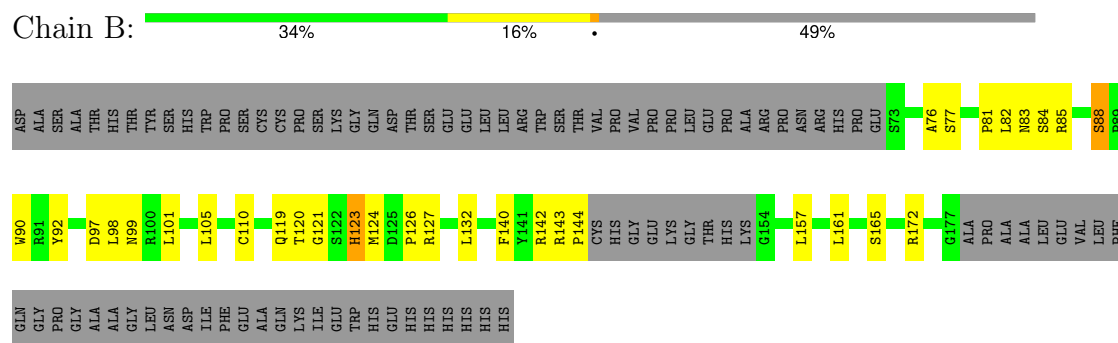 Chain B:
34% 16% • 49%
ASP ALA SER ALA THR HIS THR TYR SER HIS TRP PRO SER CYS CYS PRO SER LYS GLY GLN ASP THR SER GLU GLU LEU LEU ARG TRP SER THR VAL PRO VAL PRO PRO LEU GLU PRO ALA ARG PRO ASN ARG HIS PRO GLU S73 A76 S77 P81 L82 N83 S84 R85 S88 P89
W90 R91 Y92 D97 L98 N99 R100 L101 L105 C110 Q119 T120 G121 S122 H123 M124 D125 P126 R127 L132 F140 Y141 R142 R143 P144 CYS HIS GLY GLU LYS GLY THR HIS LYS G154 L157 L161 S165 R172 G177 ALA PRO ALA ALA LEU GLU VAL LEU PHE
GLN GLY PRO GLY ALA ALA GLY LEU ASN ASP ILE PHE GLU ALA GLN LYS ILE GLU TRP HIS GLU HIS HIS HIS HIS HIS HIS